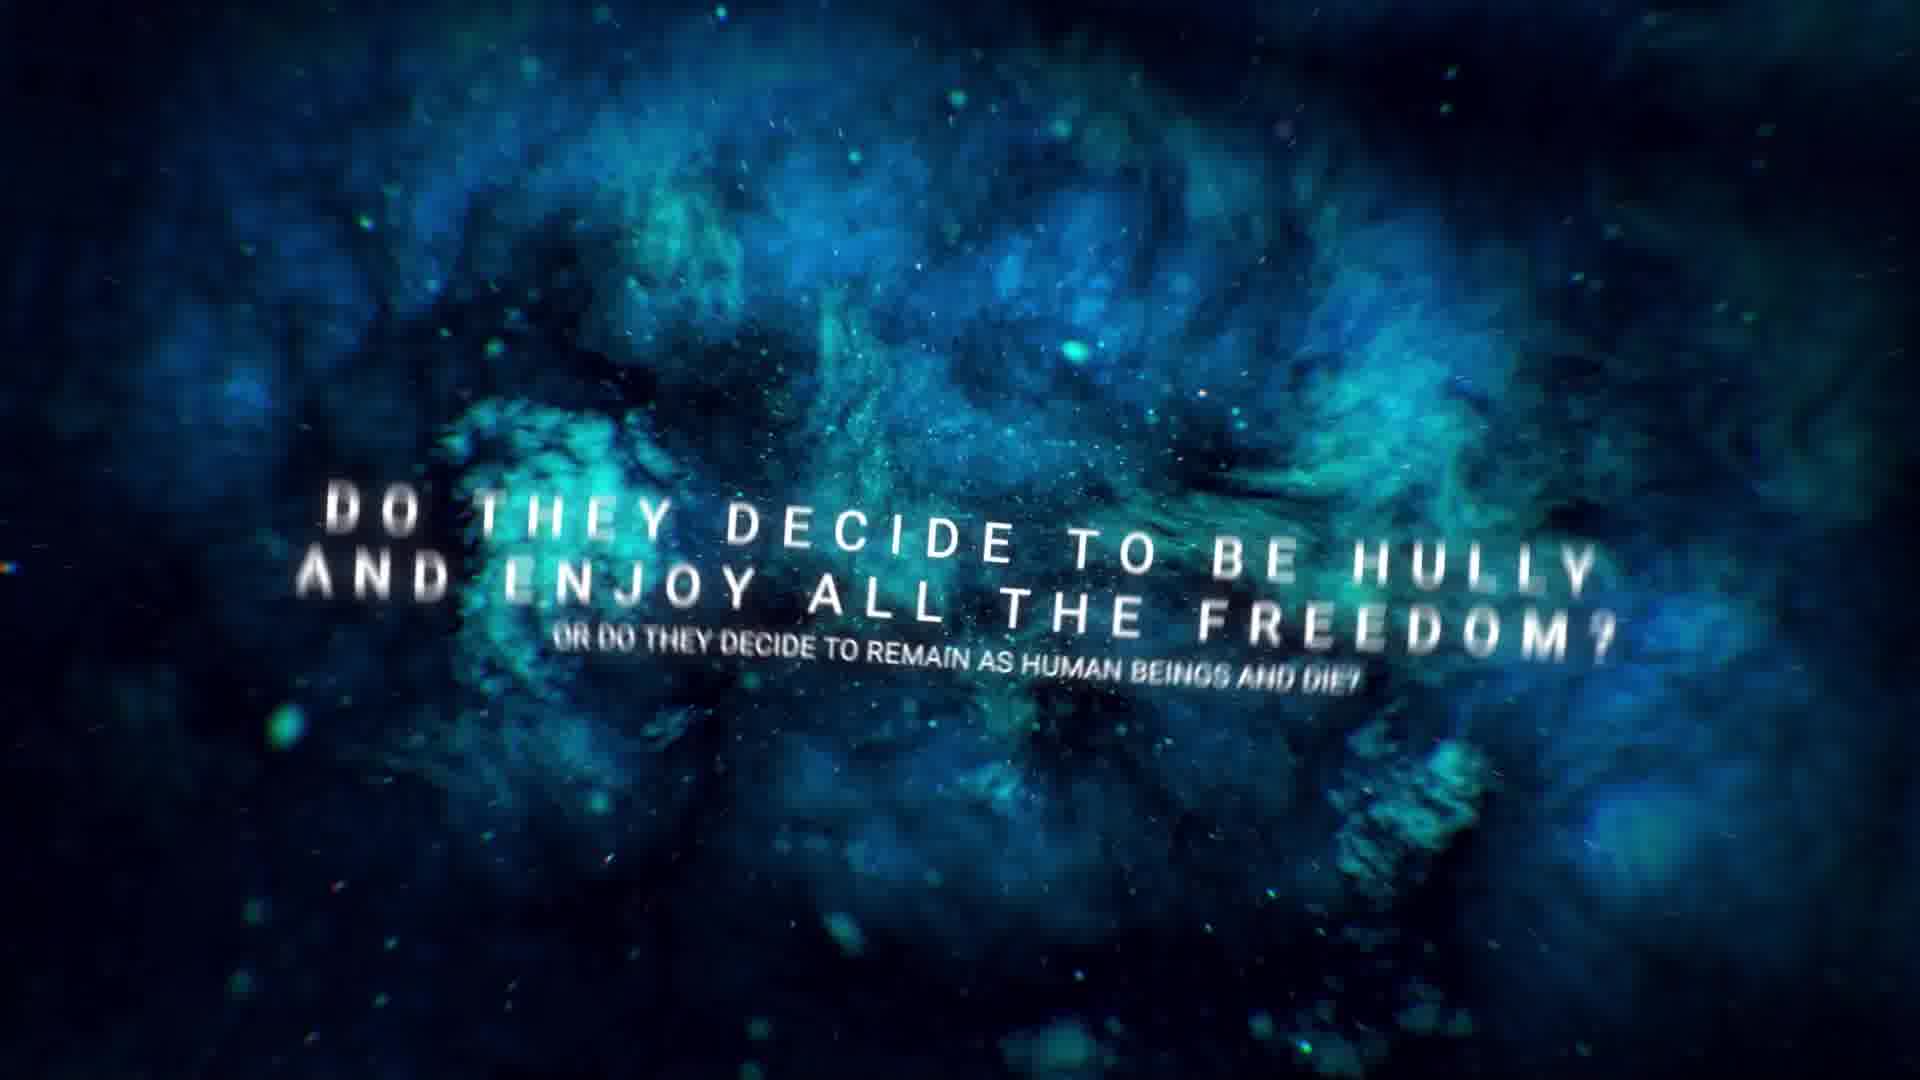 DO THEY DECIDE TO BE HULLY
AND ENJOY ALL THE FREEDOM?
OR DO THEY DECIDE TO REMAIN AS HUMAN BEINGS AND DIE?